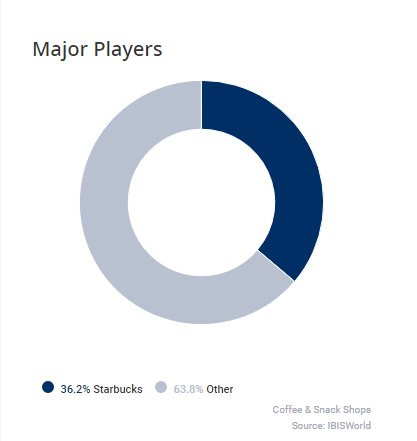 Major Players
36.2% Starbucks 63.8% Other
Coffee & Snack Shops
Source: IBISWorld